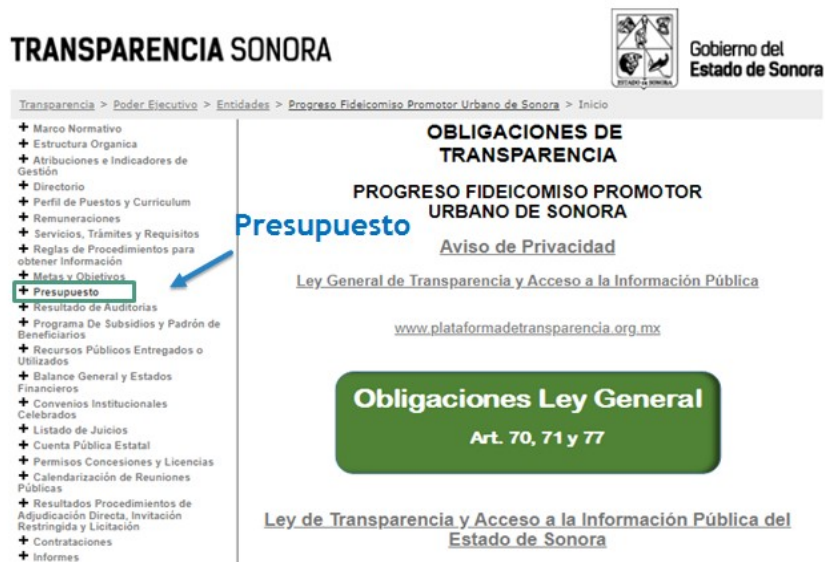 TRANSPARENCIA SONORA
ESTADO DE SONORA
Gobierno del
Estado de Sonora
Transparencia > Poder Ejecutivo > Entidades > Progreso Fideicomiso Promotor Urbano de Sonora > Inicio
+ Marco Normativo
+ Estructura Organica
+ Atribuciones e Indicadores de
Gestión
+ Directorio
+ Perfil de Puestos y Curriculum
+ Remuneraciones
+ Servicios, Trámites y Requisitos
+ Reglas de Procedimientos para
obtener Información
+ Metas y Objetivos
+ Presupuesto
+ Resultado de Auditorias
+ Programa De Subsidios y Padrón de
Beneficiarios
+ Recursos Públicos Entregados o
Utilizados
+ Balance General y Estados
Financieros
+ Convenios Institucionales
Celebrados
+ Listado de Juicios
+ Cuenta Pública Estatal
+ Permisos Concesiones y Licencias
+ Calendarización de Reuniones
Públicas
+ Resultados Procedimientos de
Adjudicación Directa, Invitación
Restringida y Licitación
+ Contrataciones
+ Informes
Presupuesto
OBLIGACIONES DE
TRANSPARENCIA
PROGRESO FIDEICOMISO PROMOTOR
URBANO DE SONORA
Aviso de Privacidad
Ley General de Transparencia y Acceso a la Información Pública
www.plataformadetransparencia.org.mx
Obligaciones Ley General
Art. 70, 71 y 77
Ley de Transparencia y Acceso a la Información Pública del
Estado de Sonora